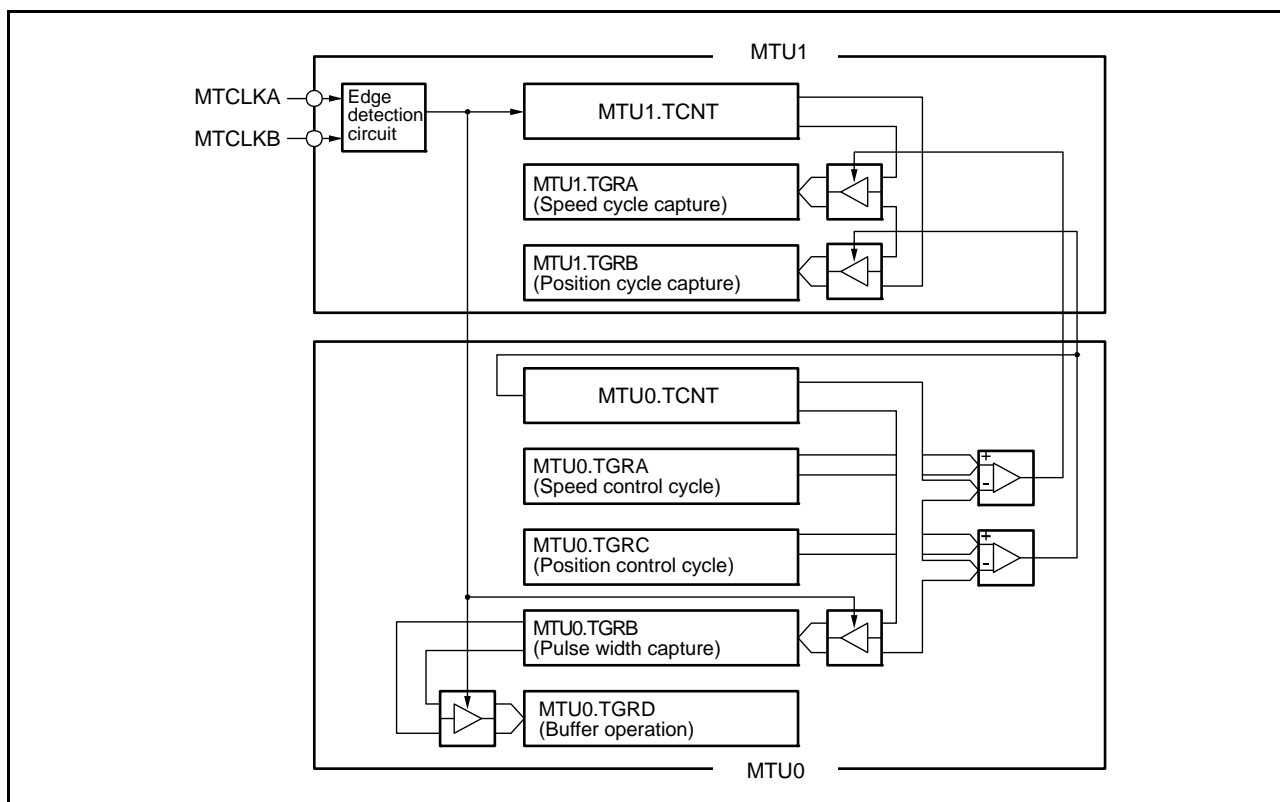 MTU1
MTCLKA
MTCLKB
Edge
detection
circuit
MTU1.TCNT
MTU1.TGRA
(Speed cycle capture)
MTU1.TGRB
(Position cycle capture)
MTU0.TCNT
MTU0.TGRA
(Speed control cycle)
+
-
MTU0.TGRC
(Position control cycle)
+
-
MTU0.TGRB
(Pulse width capture)
MTU0.TGRD
(Buffer operation)
MTU0